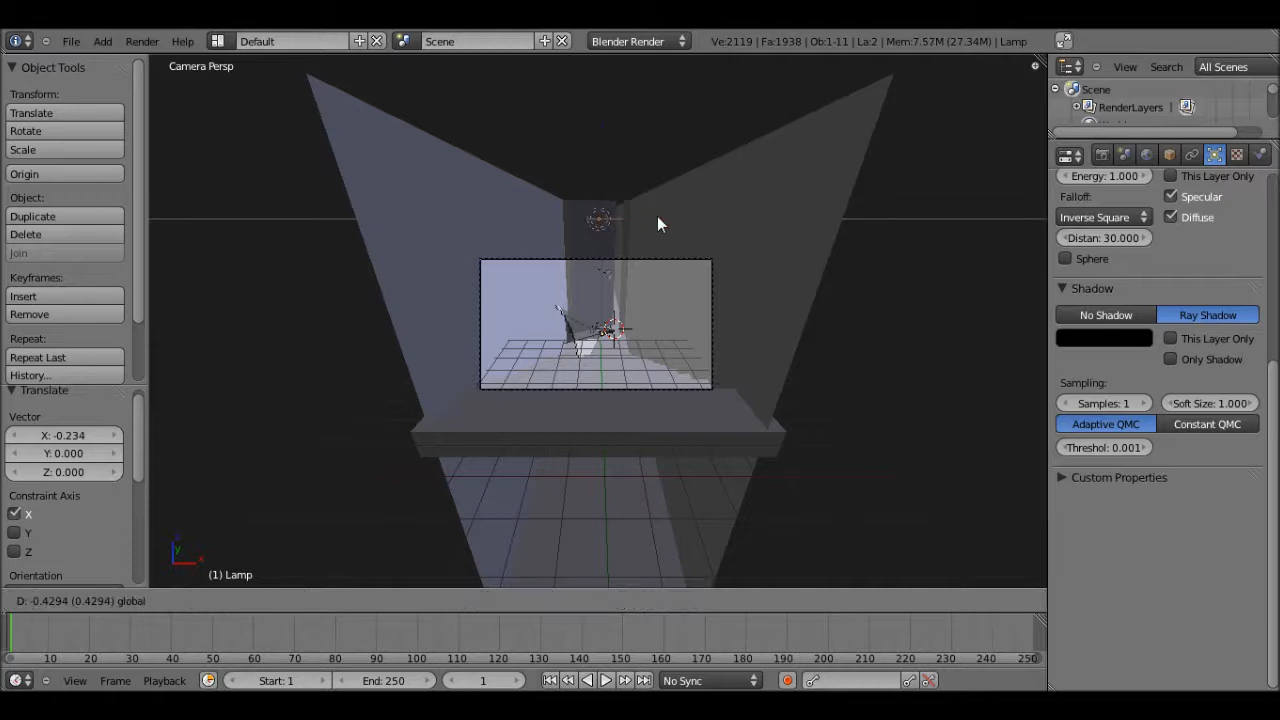 File Add Render Help Default Scene Blender Render Ve:2119 | Fa:1938 | Ob:1-11 | La:2 | Mem:7.57M (27.34M) | Lamp
Object Tools
Transform:
Translate
Rotate
Scale
Origin
Object:
Duplicate
Delete
Join
Keyframes:
Insert
Remove
Repeat:
Repeat Last
History...
Translate
Vector
X: -0.234
Y: 0.000
Z: 0.000
Constraint Axis
X
Y
Z
Orientation
Camera Persp
z
y
x
(1) Lamp
D: -0.4294 (0.4294) global
View Search All Scenes
Scene
RenderLayers |
Energy: 1.000 This Layer Only
Falloff: Specular
Inverse Square Diffuse
Distan: 30.000
Sphere
Shadow
No Shadow Ray Shadow
This Layer Only
Only Shadow
Sampling:
Samples: 1 Soft Size: 1.000
Adaptive QMC Constant QMC
Threshol: 0.001
Custom Properties
10 20 30 40 50 60 70 80 90 100 110 120 130 140 150 160 170 180 190 200 210 220 230 240 250
View Frame Playback Start: 1 End: 250 1 No Sync